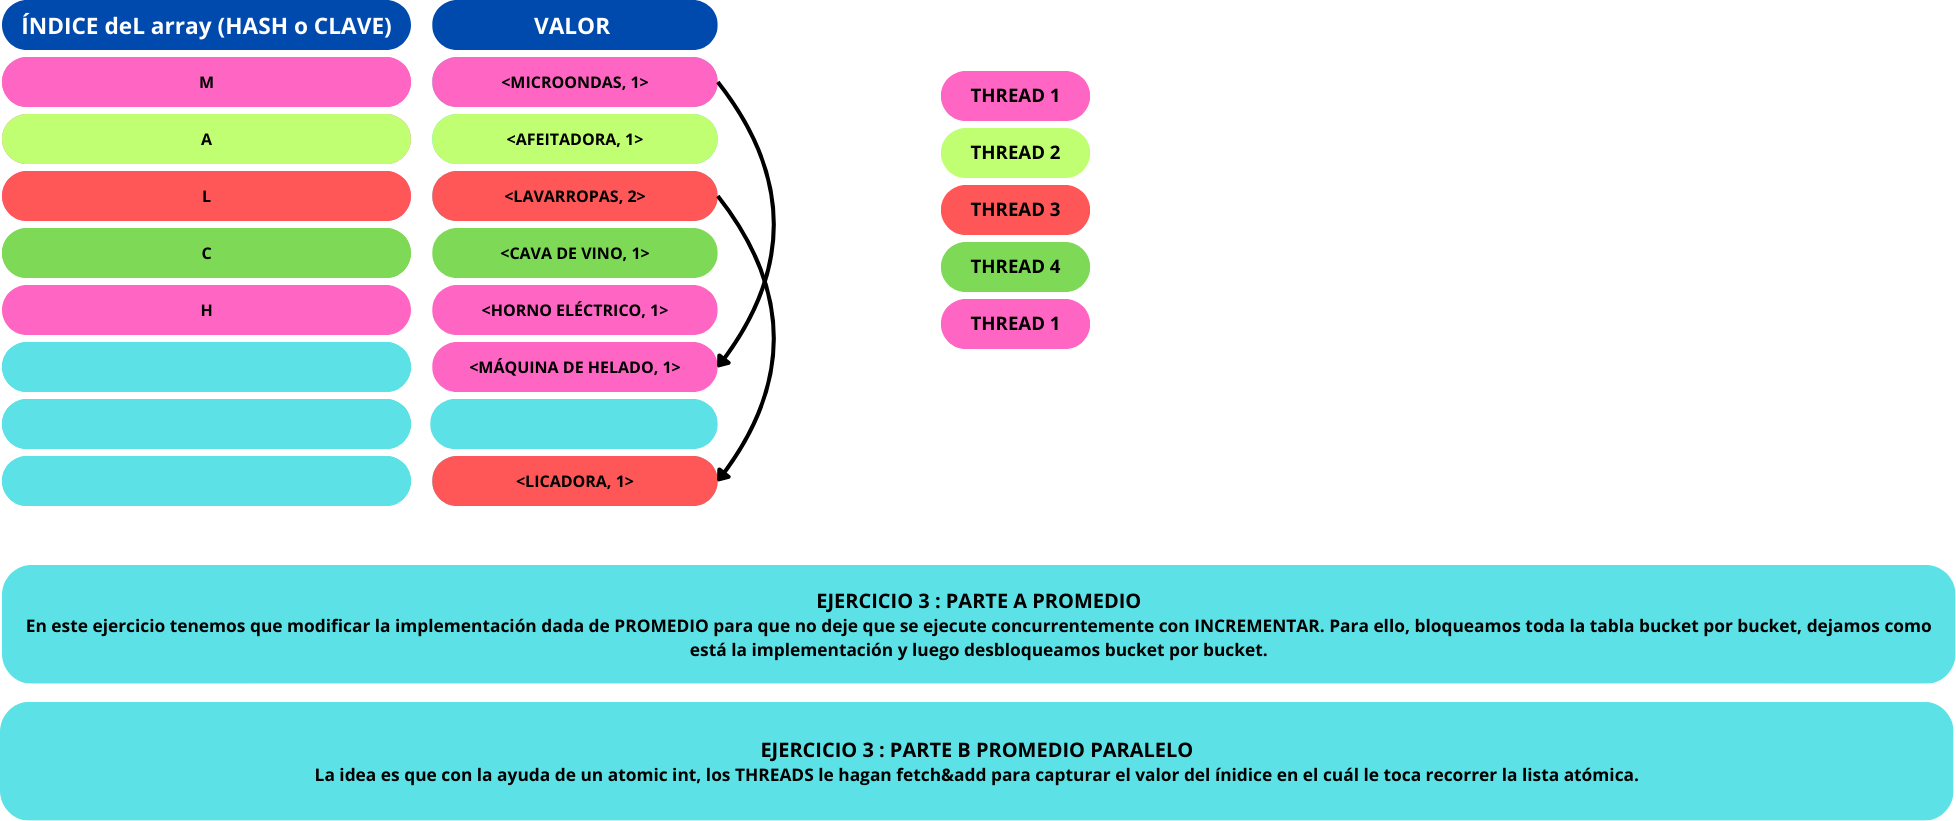 ÍNDICE deL array (HASH o CLAVE) VALOR
M <MICROONDAS, 1>
A <AFEITADORA, 1>
L <LAVARROPAS, 2>
C <CAVA DE VINO, 1>
H <HORNO ELÉCTRICO, 1>
<MÁQUINA DE HELADO, 1>
<LICADORA, 1>
THREAD 1
THREAD 2
THREAD 3
THREAD 4
THREAD 1
EJERCICIO 3 : PARTE A PROMEDIO
En este ejercicio tenemos que modificar la implementación dada de PROMEDIO para que no deje que se ejecute concurrentemente con INCREMENTAR. Para ello, bloqueamos toda la tabla bucket por bucket, dejamos como
está la implementación y luego desbloqueamos bucket por bucket.
EJERCICIO 3 : PARTE B PROMEDIO PARALELO
La idea es que con la ayuda de un atomic int, los THREADS le hagan fetch&add para capturar el valor del ínidice en el cuál le toca recorrer la lista atómica.